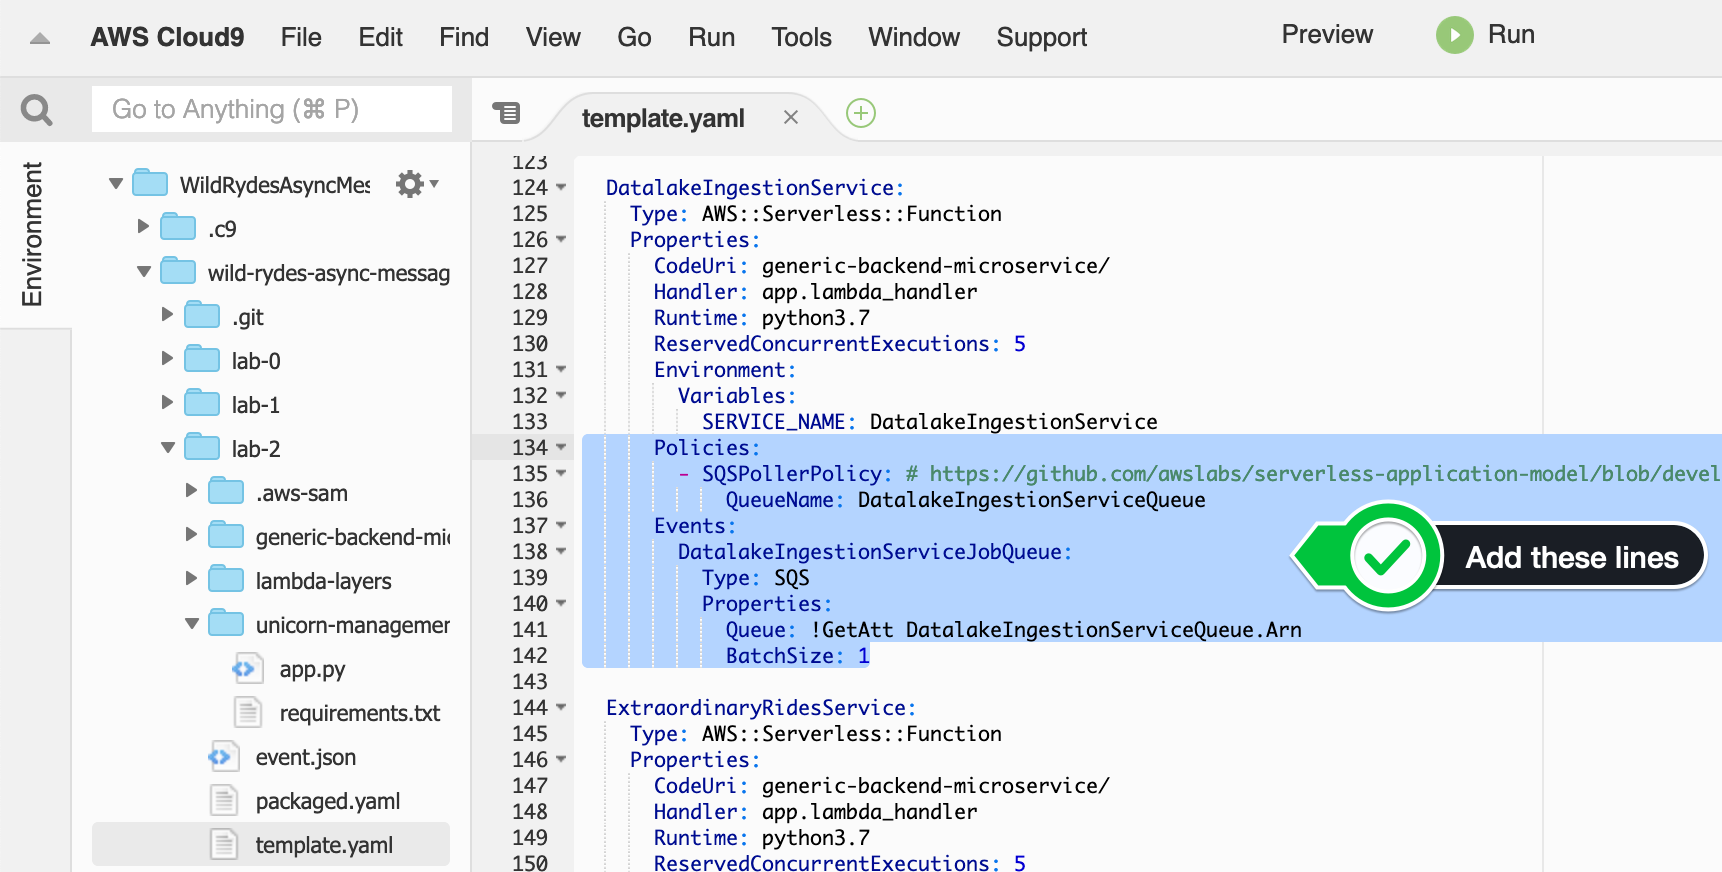 AWS Cloud9 File Edit Find View Go Run Tools Window Support Preview Run
Go to Anything (⌘ P)
template.yaml
Environment
WildRydesAsyncMes
.c9
wild-rydes-async-messag
.git
lab-0
lab-1
lab-2
.aws-sam
generic-backend-mi
lambda-layers
unicorn-managemer
app.py
requirements.txt
event.json
packaged.yaml
template.yaml
123
124 DatalakeIngestionService:
125 Type: AWS::Serverless::Function
126 Properties:
127 CodeUri: generic-backend-microservice/
128 Handler: app.lambda_handler
129 Runtime: python3.7
130 ReservedConcurrentExecutions: 5
131 Environment:
132 Variables:
133 SERVICE_NAME: DatalakeIngestionService
134 Policies:
135 - SQSPollerPolicy: # https://github.com/awslabs/serverless-application-model/blob/devel
136 QueueName: DatalakeIngestionServiceQueue
137 Events:
138 DatalakeIngestionServiceJobQueue:
139 Type: SQS
140 Properties:
141 Queue: !GetAtt DatalakeIngestionServiceQueue.Arn
142 BatchSize: 1
143
144 ExtraordinaryRidesService:
145 Type: AWS::Serverless::Function
146 Properties:
147 CodeUri: generic-backend-microservice/
148 Handler: app.lambda_handler
149 Runtime: python3.7
150 ReservedConcurrentExecutions: 5
Add these lines